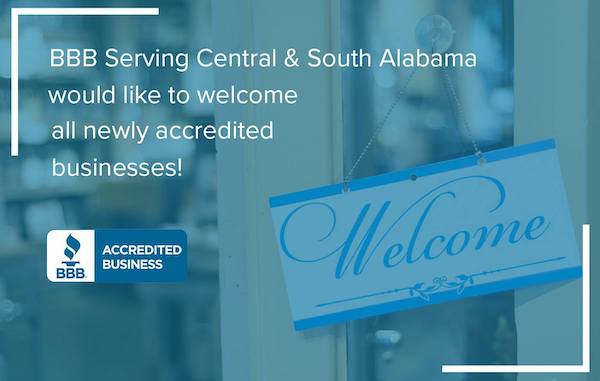 BBB Serving Central & South Alabama
would like to welcome
all newly accredited
businesses!
BBB®
ACCREDITED
BUSINESS
Welcome